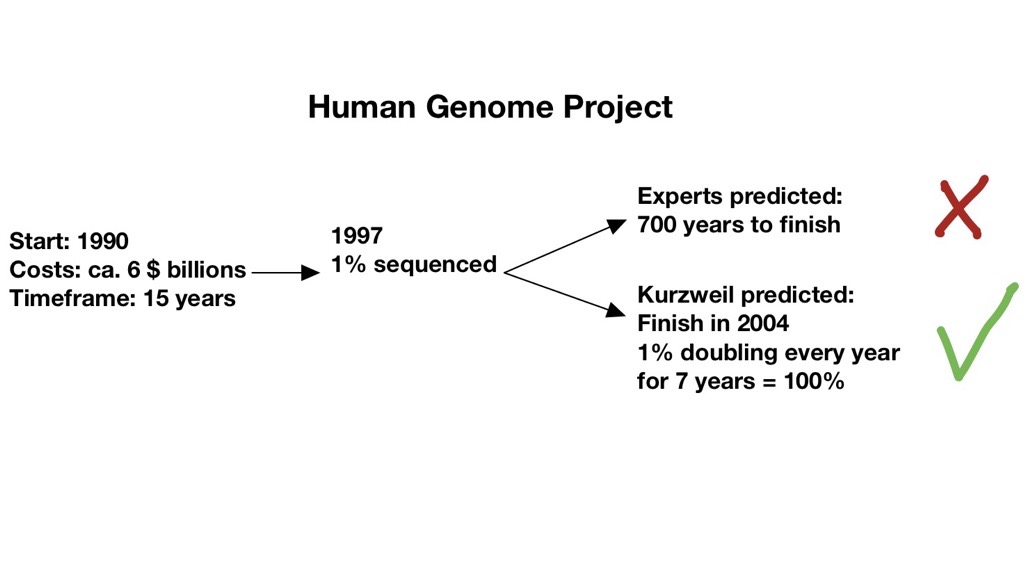 Human Genome Project
Start: 1990
Costs: ca. 6 $ billions
Timeframe: 15 years
1997
1% sequenced
Experts predicted:
700 years to finish
Kurzweil predicted:
Finish in 2004
1% doubling every year
for 7 years = 100%